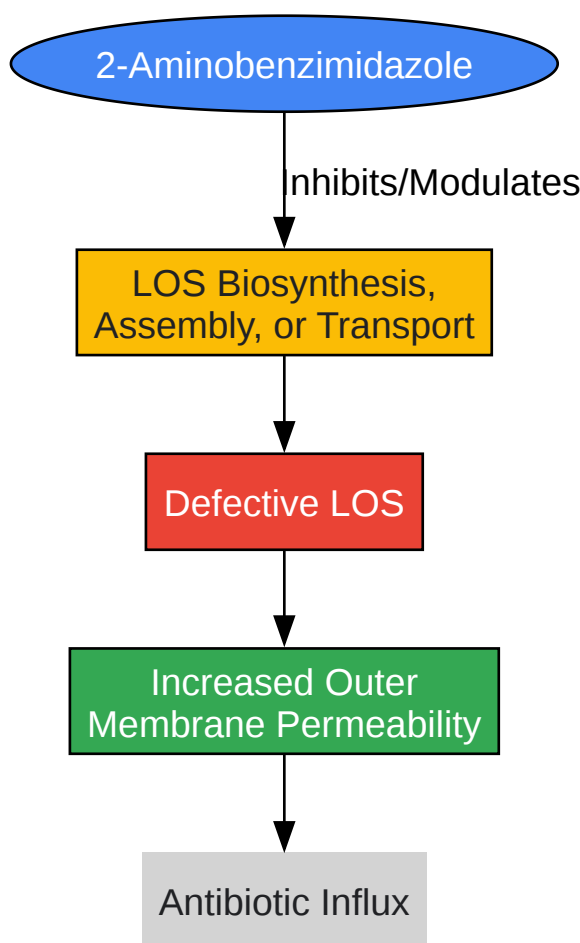 2-Aminobenzimidazole
Inhibits/Modulates
LOS Biosynthesis,
Assembly, or Transport
Defective LOS
Increased Outer
Membrane Permeability
Antibiotic Influx